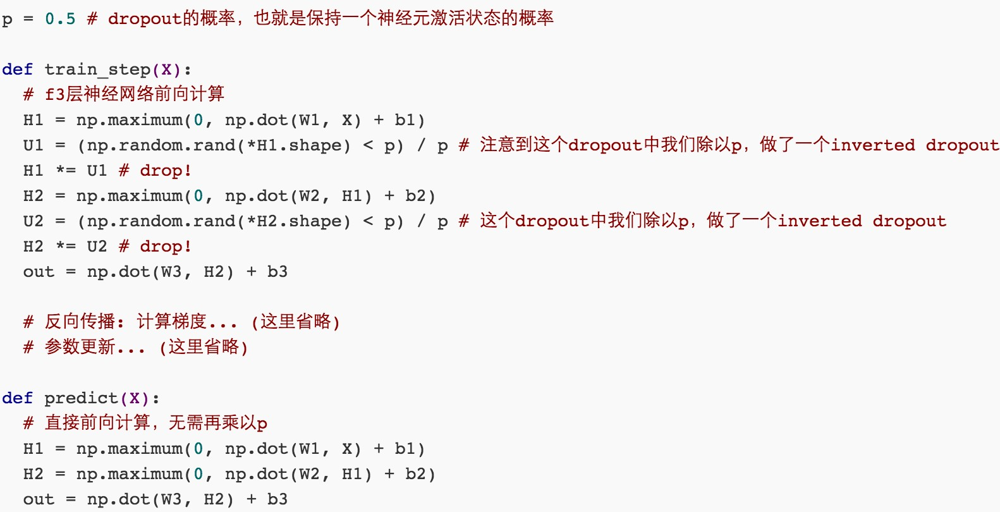 p = 0.5 # dropout的概率，也就是保持一个神经元激活状态的概率
def train_step(X):
  # f3层神经网络前向计算
  H1 = np.maximum(0, np.dot(W1, X) + b1)
  U1 = (np.random.rand(*H1.shape) < p) / p # 注意到这个dropout中我们除以p，做了一个inverted dropout
  H1 *= U1 # drop!
  H2 = np.maximum(0, np.dot(W2, H1) + b2)
  U2 = (np.random.rand(*H2.shape) < p) / p # 这个dropout中我们除以p，做了一个inverted dropout
  H2 *= U2 # drop!
  out = np.dot(W3, H2) + b3
  # 反向传播: 计算梯度... (这里省略)
  # 参数更新... (这里省略)
def predict(X):
  # 直接前向计算，无需再乘以p
  H1 = np.maximum(0, np.dot(W1, X) + b1)
  H2 = np.maximum(0, np.dot(W2, H1) + b2)
  out = np.dot(W3, H2) + b3